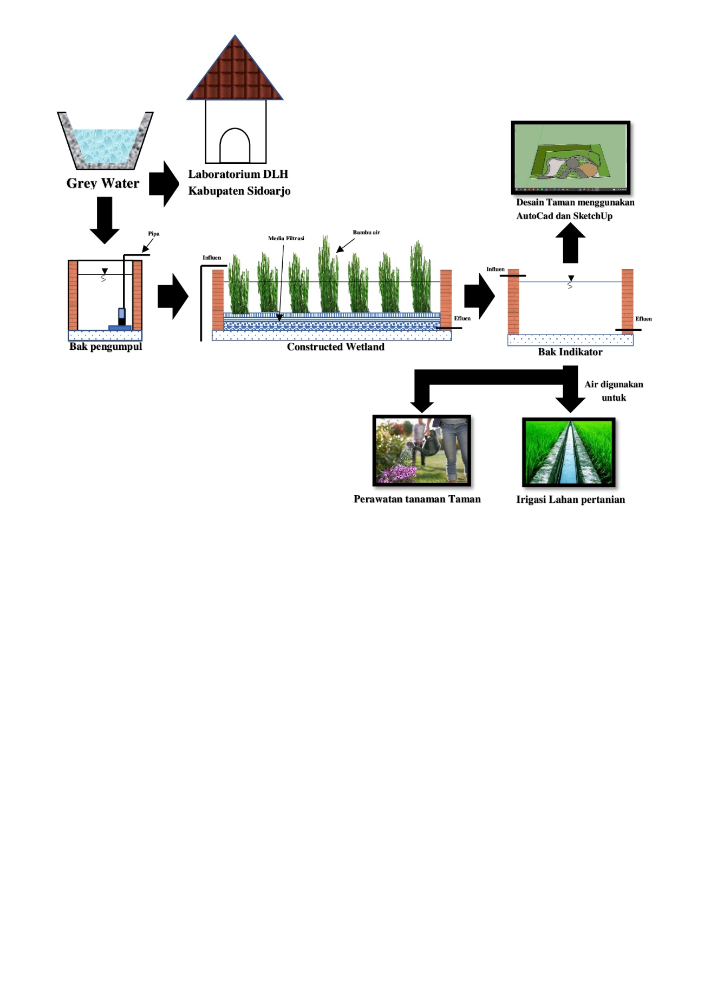 Grey Water
Laboratorium DLH
Kabupaten Sidoarjo
Desain Taman menggunakan
AutoCad dan SketchUp
Pipa
Bak pengumpul
Influen
Media Filtrasi
Bambu air
Efluen
Constructed Wetland
Influen
Efluen
Bak Indikator
Air digunakan
untuk
Perawatan tanaman Taman
Irigasi Lahan pertanian